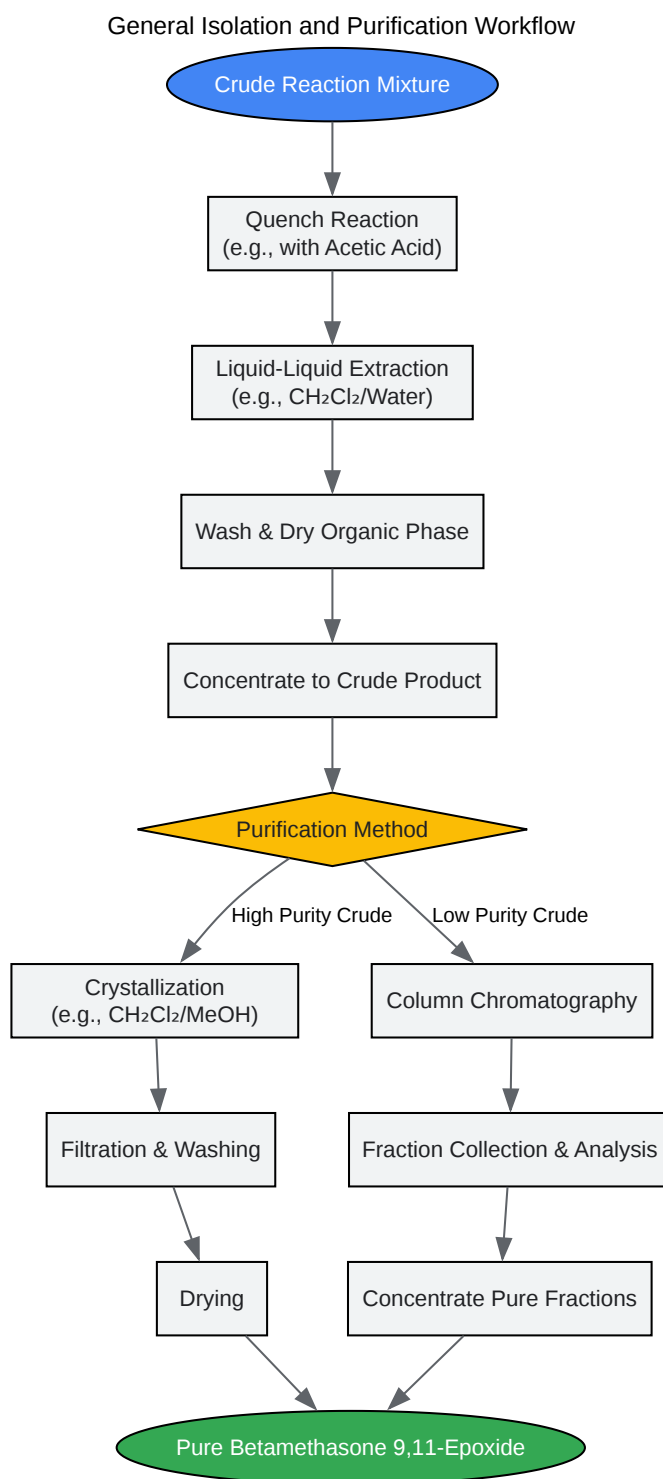 General Isolation and Purification Workflow
Crude Reaction Mixture
Quench Reaction
(e.g., with Acetic Acid)
Liquid-Liquid Extraction
(e.g., CH₂Cl₂/Water)
Wash & Dry Organic Phase
Concentrate to Crude Product
Purification Method
High Purity Crude
Low Purity Crude
Crystallization
(e.g., CH₂Cl₂/MeOH)
Column Chromatography
Filtration & Washing
Fraction Collection & Analysis
Drying
Concentrate Pure Fractions
Pure Betamethasone 9,11-Epoxide